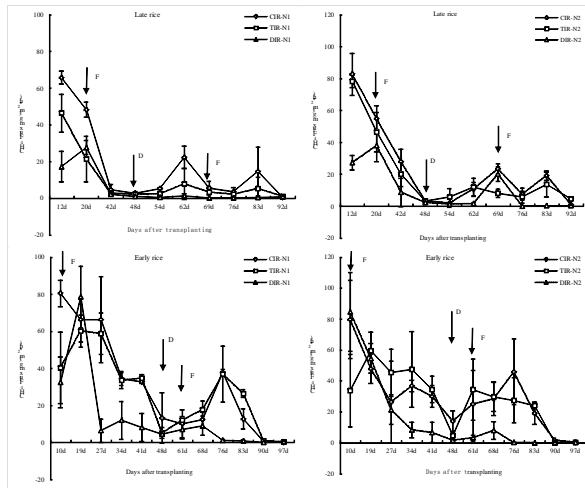 Late rice
CIR-N1
TIR-N1
DIR-N1
F
D
F
100
80
60
40
20
0
-20
12d 20d 42d 48d 54d 62d 69d 76d 83d 92d
Days after transplanting
Late rice
CIR-N2
TIR-N2
DIR-N2
F
D
F
120
100
80
60
40
20
0
-20
12d 20d 42d 48d 54d 62d 69d 76d 83d 92d
Days after transplanting
Early rice
CIR-N1
TIR-N1
DIR-N1
F
D
F
100
80
60
40
20
0
-20
10d 19d 27d 34d 41d 48d 61d 68d 76d 83d 90d 97d
Days after transplanting
Early rice
CIR-N2
TIR-N2
DIR-N2
F
D
F
120
100
80
60
40
20
0
-20
10d 19d 27d 34d 41d 48d 61d 68d 76d 83d 90d 97d
Days after transplanting